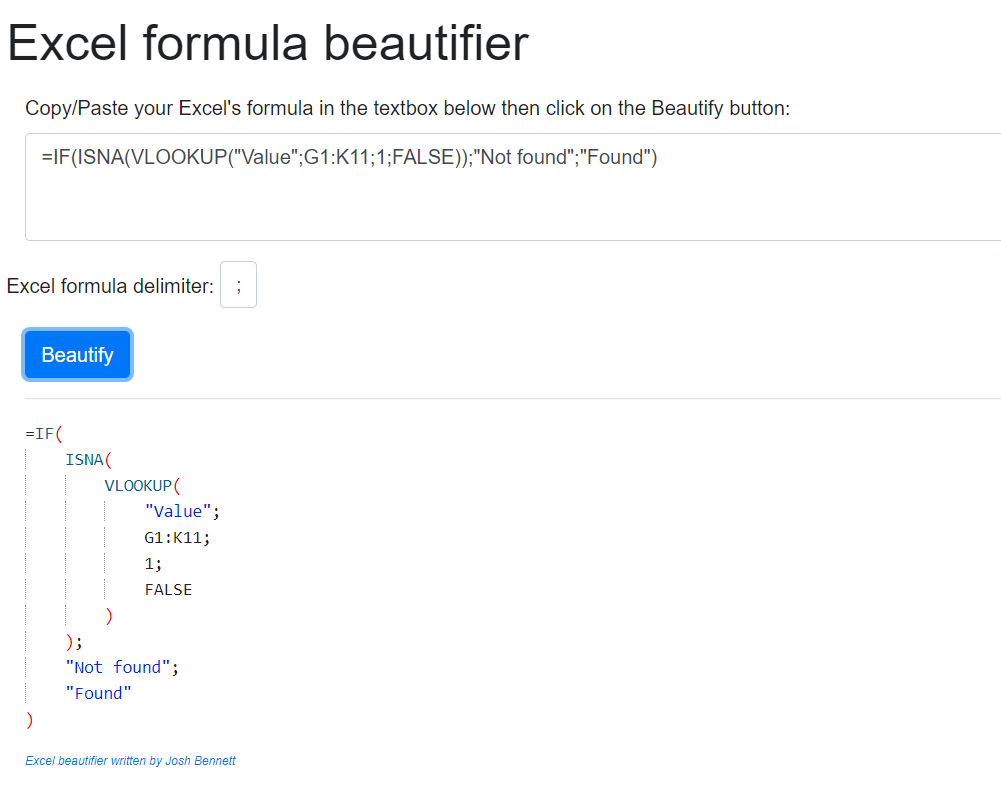 Excel formula beautifier
Copy/Paste your Excel's formula in the textbox below then click on the Beautify button:
=IF(ISNA(VLOOKUP("Value";G1:K11;1;FALSE));"Not found";"Found")
Excel formula delimiter: ;
Beautify
=IF(
ISNA(
VLOOKUP(
"Value";
G1:K11;
1;
FALSE
)
);
"Not found";
"Found"
)
Excel beautifier written by Josh Bennett